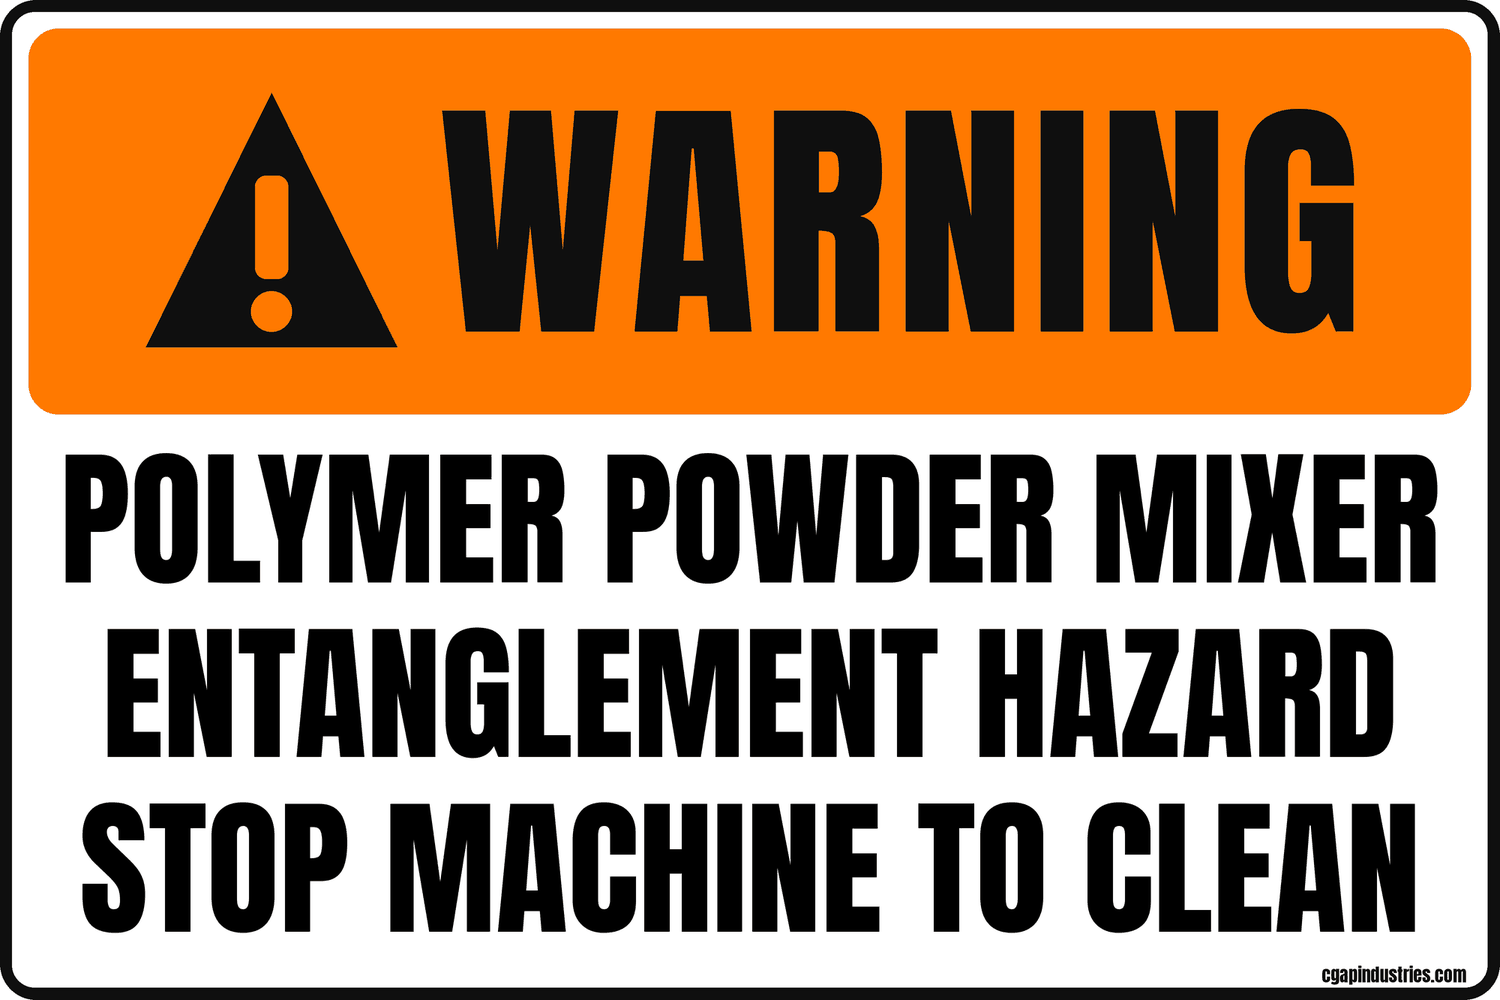 WARNING
POLYMER POWDER MIXER
ENTANGLEMENT HAZARD
STOP MACHINE TO CLEAN
cgapindustries.com